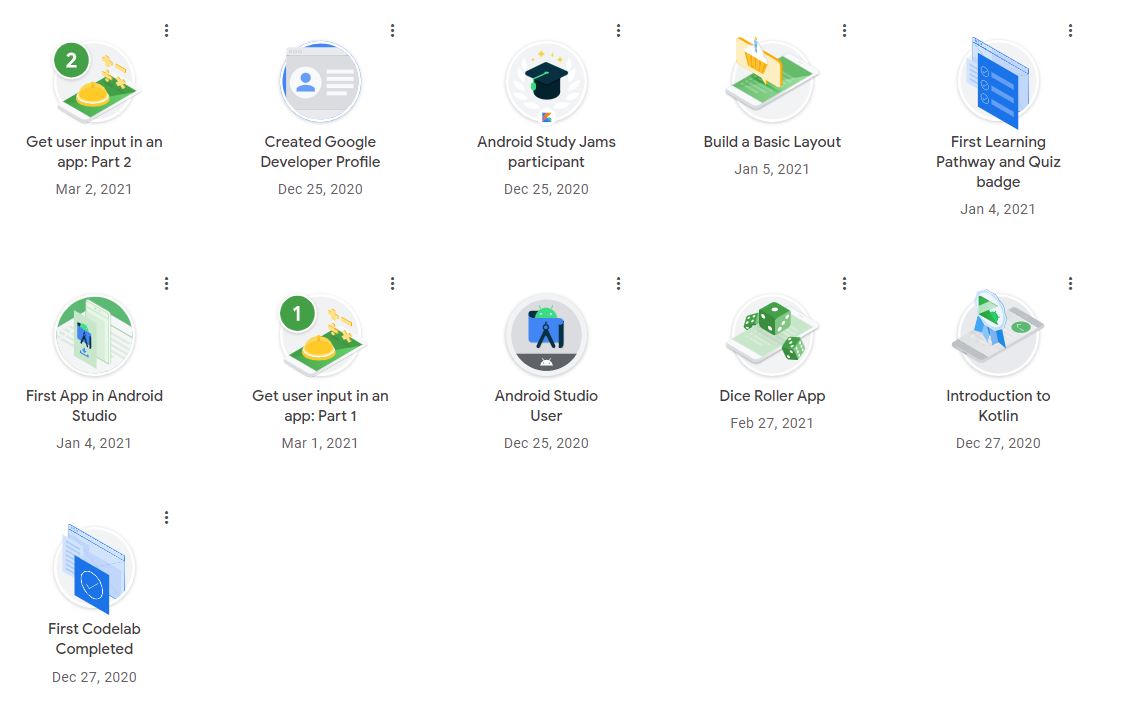 2
Get user input in an
app: Part 2
Mar 2, 2021
Created Google
Developer Profile
Dec 25, 2020
Android Study Jams
participant
Dec 25, 2020
Build a Basic Layout
Jan 5, 2021
First Learning
Pathway and Quiz
badge
Jan 4, 2021
First App in Android
Studio
Jan 4, 2021
1
Get user input in an
app: Part 1
Mar 1, 2021
Android Studio
User
Dec 25, 2020
Dice Roller App
Feb 27, 2021
Introduction to
Kotlin
Dec 27, 2020
First Codelab
Completed
Dec 27, 2020